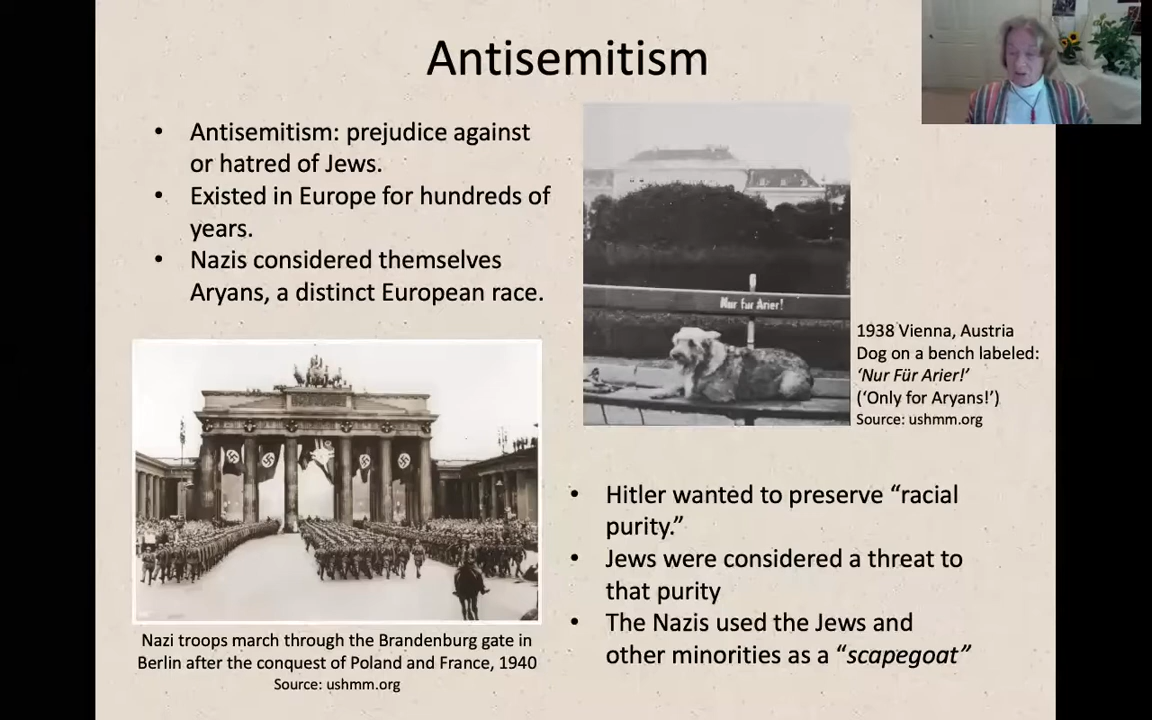 Antisemitism
• Antisemitism: prejudice against
or hatred of Jews.
• Existed in Europe for hundreds of
years.
• Nazis considered themselves
Aryans, a distinct European race.
Nur für Arier!
1938 Vienna, Austria
Dog on a bench labeled:
‘Nur Für Arier!’
(‘Only for Aryans!’)
Source: ushmm.org
Nazi troops march through the Brandenburg gate in
Berlin after the conquest of Poland and France, 1940
Source: ushmm.org
• Hitler wanted to preserve “racial
purity.”
• Jews were considered a threat to
that purity
• The Nazis used the Jews and
other minorities as a “scapegoat”